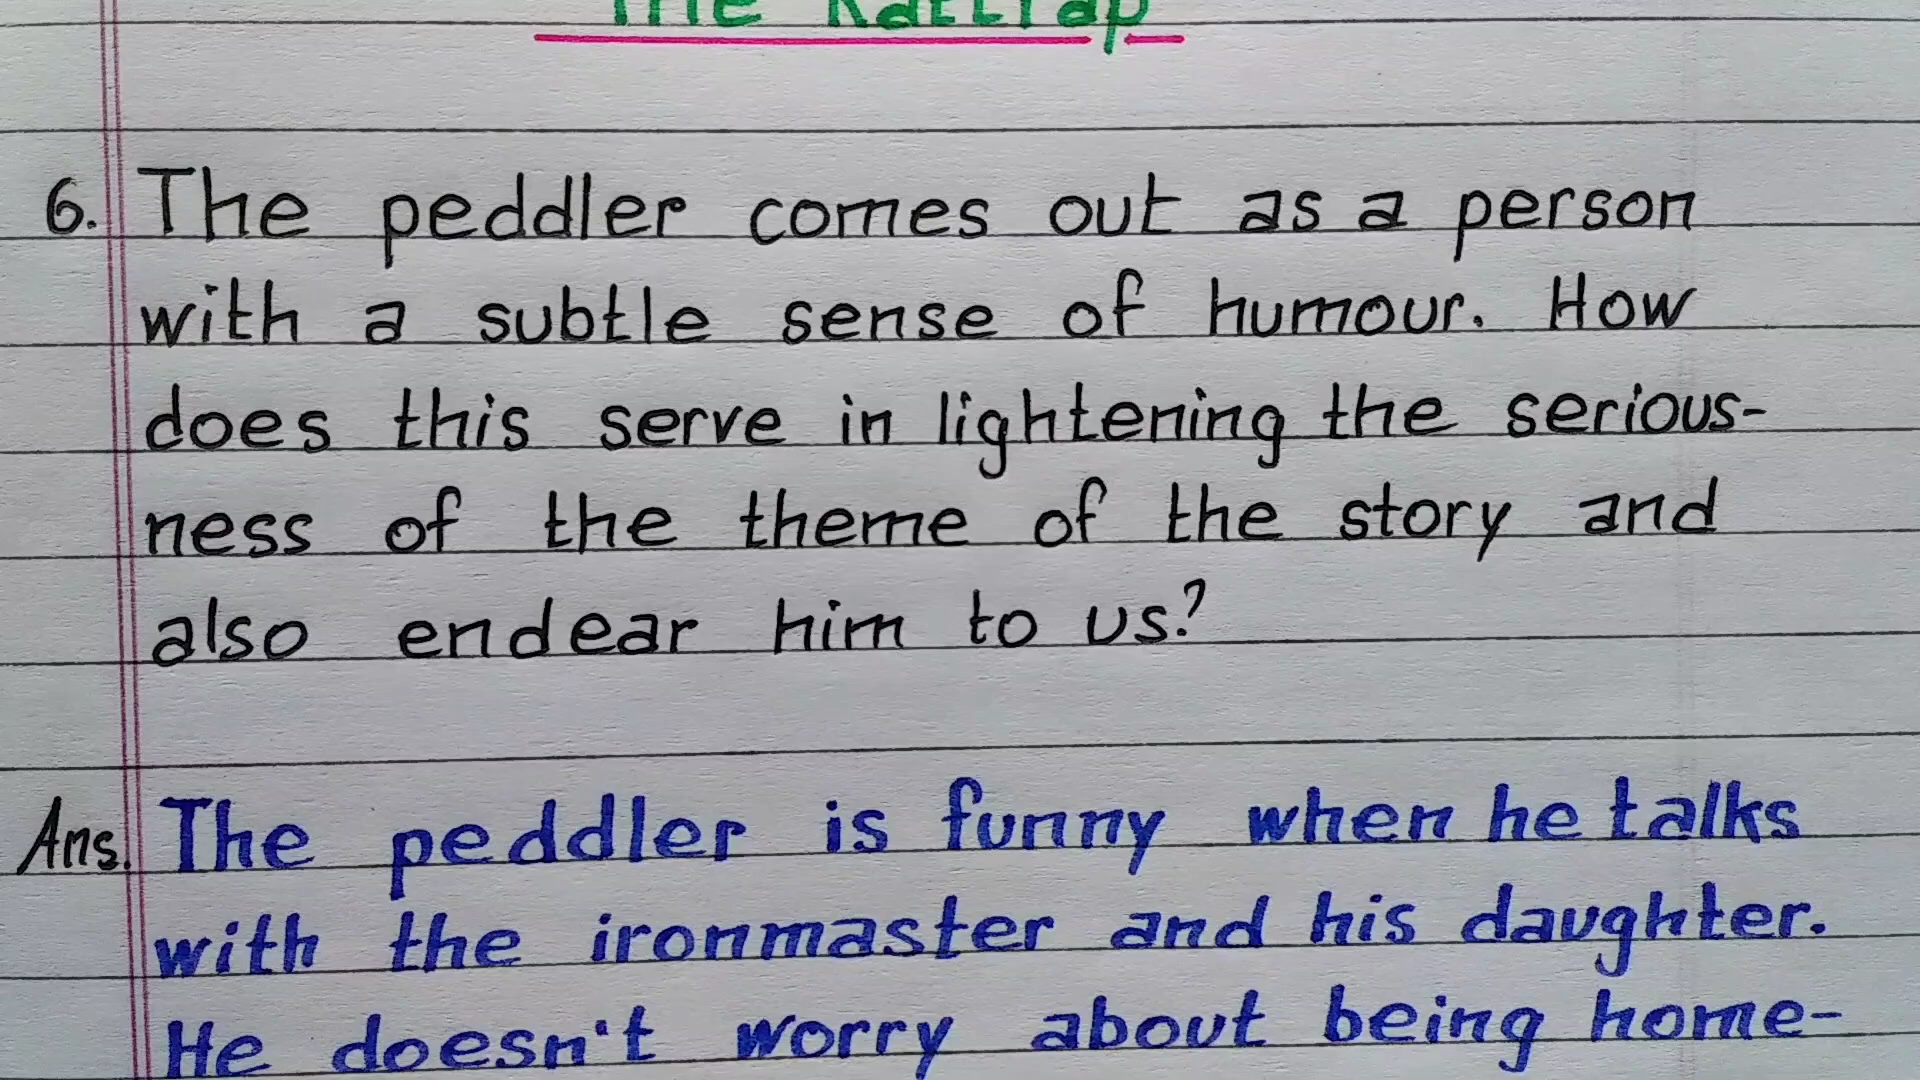 The Rattrap
6. The peddler comes out as a person
with a subtle sense of humour. How
does this serve in lightening the serious-
ness of the theme of the story and
also endear him to us?
Ans. The peddler is funny when he talks
with the ironmaster and his daughter.
He doesn't worry about being home-